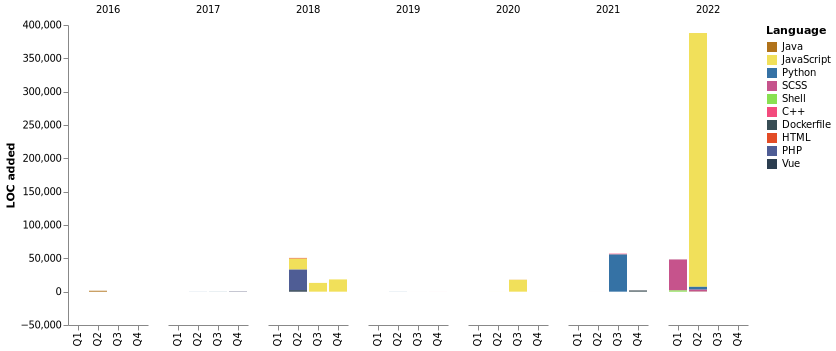 2016 2017 2018 2019 2020 2021 2022
LOC added
400,000
350,000
300,000
250,000
200,000
150,000
100,000
50,000
0
−50,000
Q1 Q2 Q3 Q4 Q1 Q2 Q3 Q4 Q1 Q2 Q3 Q4 Q1 Q2 Q3 Q4 Q1 Q2 Q3 Q4 Q1 Q2 Q3 Q4 Q1 Q2 Q3 Q4
Language
Java
JavaScript
Python
SCSS
Shell
C++
Dockerfile
HTML
PHP
Vue